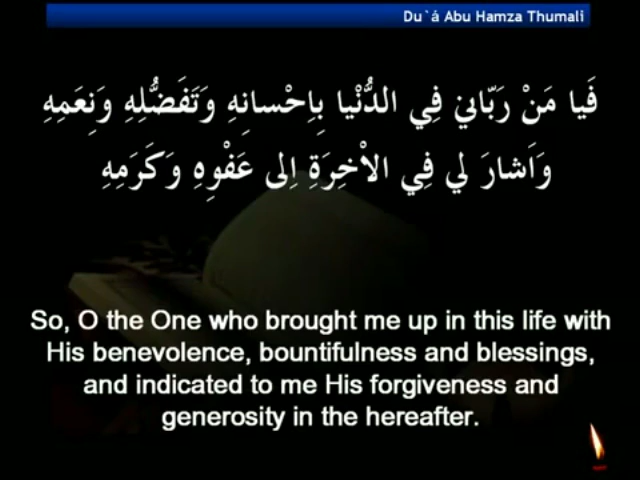 Du`á Abu Hamza Thumali
فَيا مَنْ رَبّانِي فِي الدُّنْيا بِاِحْسانِهِ وَتَفَضُّلِهِ وَنِعَمِهِ
وَاَشارَ لي فِي الاْخِرَةِ اِلى عَفْوِهِ وَكَرَمِهِ
So, O the One who brought me up in this life with
His benevolence, bountifulness and blessings,
and indicated to me His forgiveness and
generosity in the hereafter.